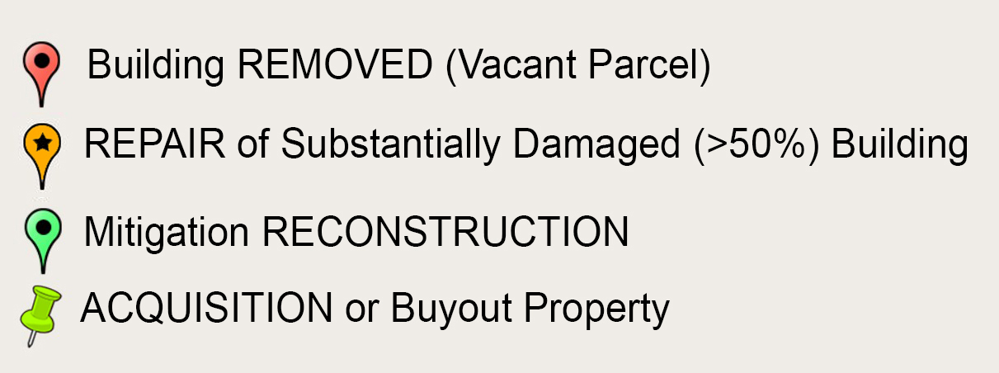 Building REMOVED (Vacant Parcel)
REPAIR of Substantially Damaged (>50%) Building
Mitigation RECONSTRUCTION
ACQUISITION or Buyout Property